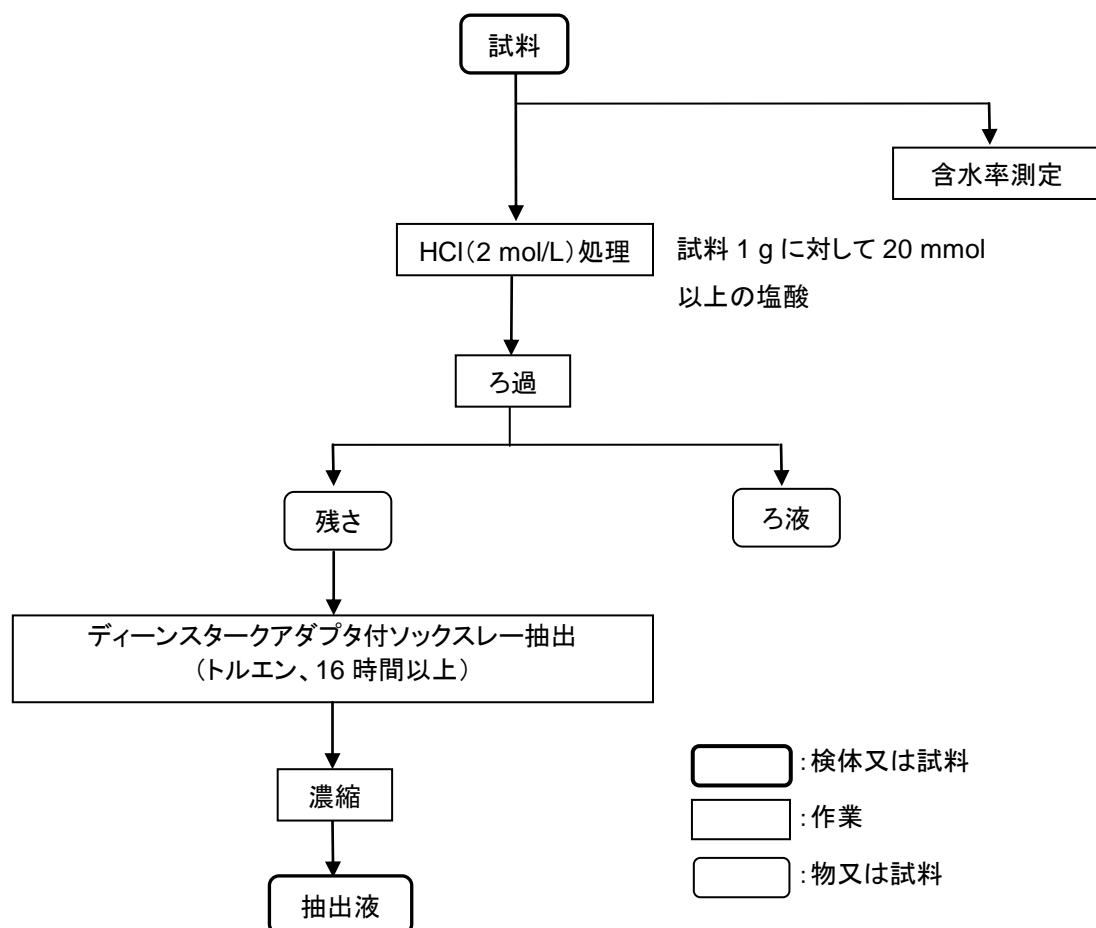 試料
含水率測定
HCl(2 mol/L)処理
試料 1 g に対して 20 mmol
以上の塩酸
ろ過
残さ
ろ液
ディーンスタークアダプタ付ソックスレー抽出
(トルエン、16 時間以上)
濃縮
抽出液
:検体又は試料
:作業
:物又は試料